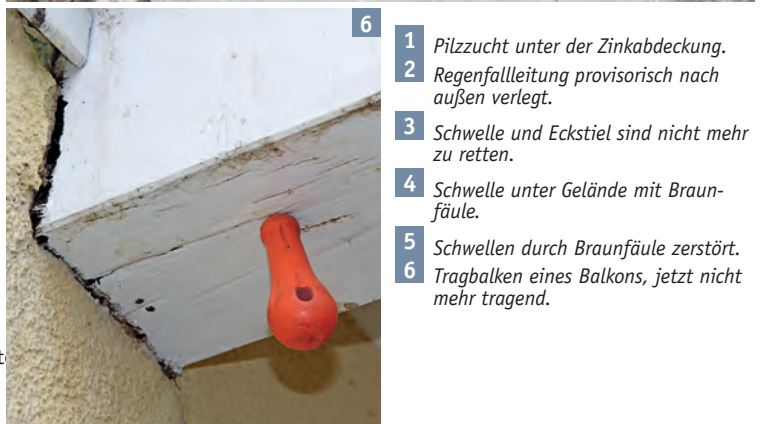 6
1 Pilzzucht unter der Zinkabdeckung.
2 Regenfallleitung provisorisch nach
außen verlegt.
3 Schwelle und Eckstiel sind nicht mehr
zu retten.
4 Schwelle unter Gelände mit Braun-
fäule.
5 Schwellen durch Braunfäule zerstört.
6 Tragbalken eines Balkons, jetzt nicht
mehr tragend.